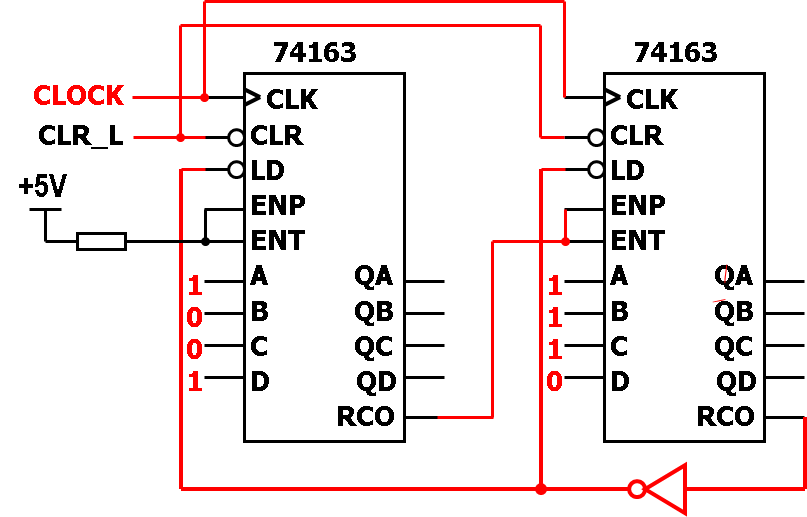 74163 74163
CLOCK CLK CLK
CLR_L CLR CLR
LD LD
+5V
ENP ENP
ENT ENT
1 A QA 1 A QA
0 B QB 1 B QB
0 C QC 1 C QC
1 D QD 0 D QD
RCO RCO